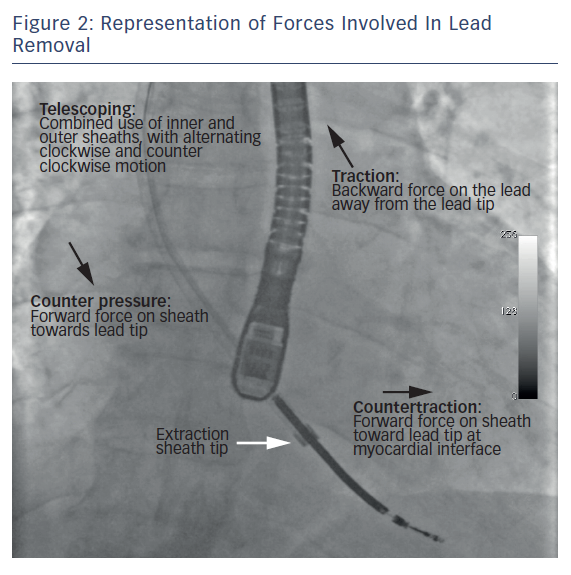 Figure 2: Representation of Forces Involved In Lead
Removal
Telescoping:
Combined use of inner and
outer sheaths, with alternating
clockwise and counter
clockwise motion
Traction:
Backward force on the lead
away from the lead tip
256
128
0
Counter pressure:
Forward force on sheath
towards lead tip
Countertraction:
Forward force on sheath
toward lead tip at
myocardial interface
Extraction
sheath tip